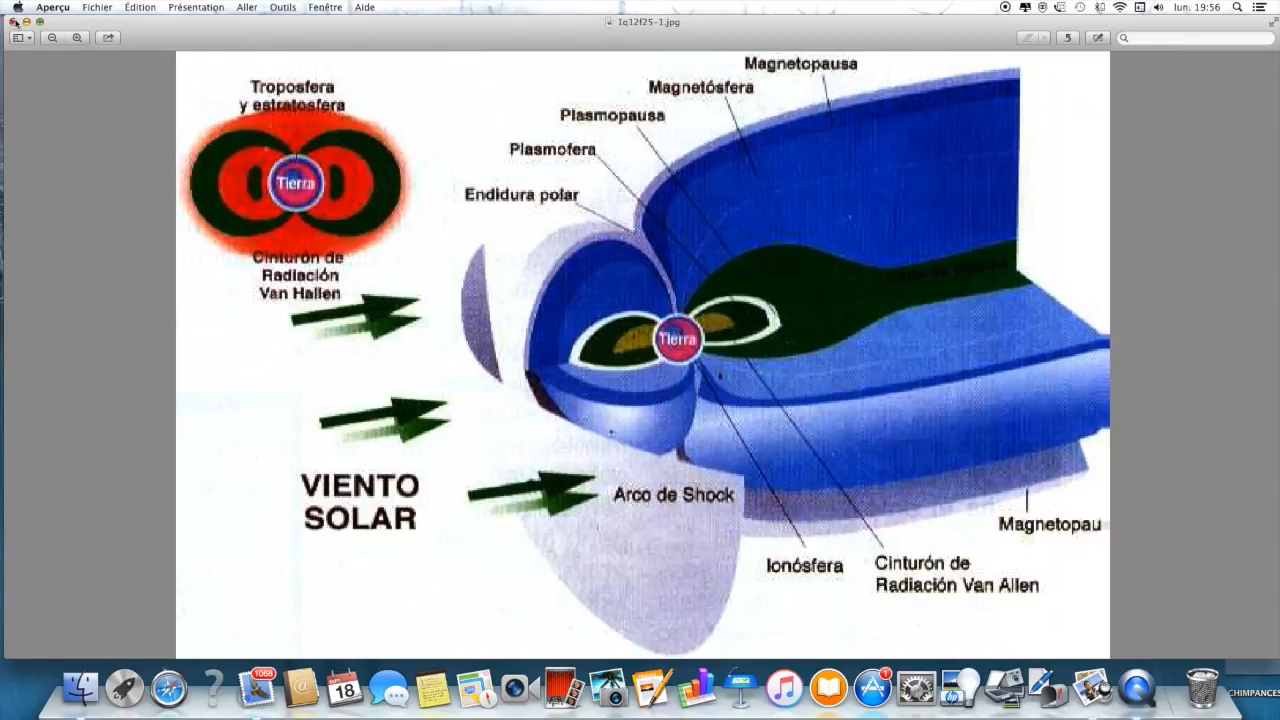 Aperçu Fichier Édition Présentation Aller Outils Fenêtre Aide
lun. 19:56
1q12f25-1.jpg
5
Troposfera
y estratosfera
Tierra
Cinturón de
Radiación
Van Hallen
Magnetopausa
Magnetósfera
Plasmopausa
Plasmofera
Endidura polar
Tierra
VIENTO
SOLAR
Arco de Shock
Magnetopau
Ionósfera
Cinturón de
Radiación Van Allen
1068
18
CHIMPANCES